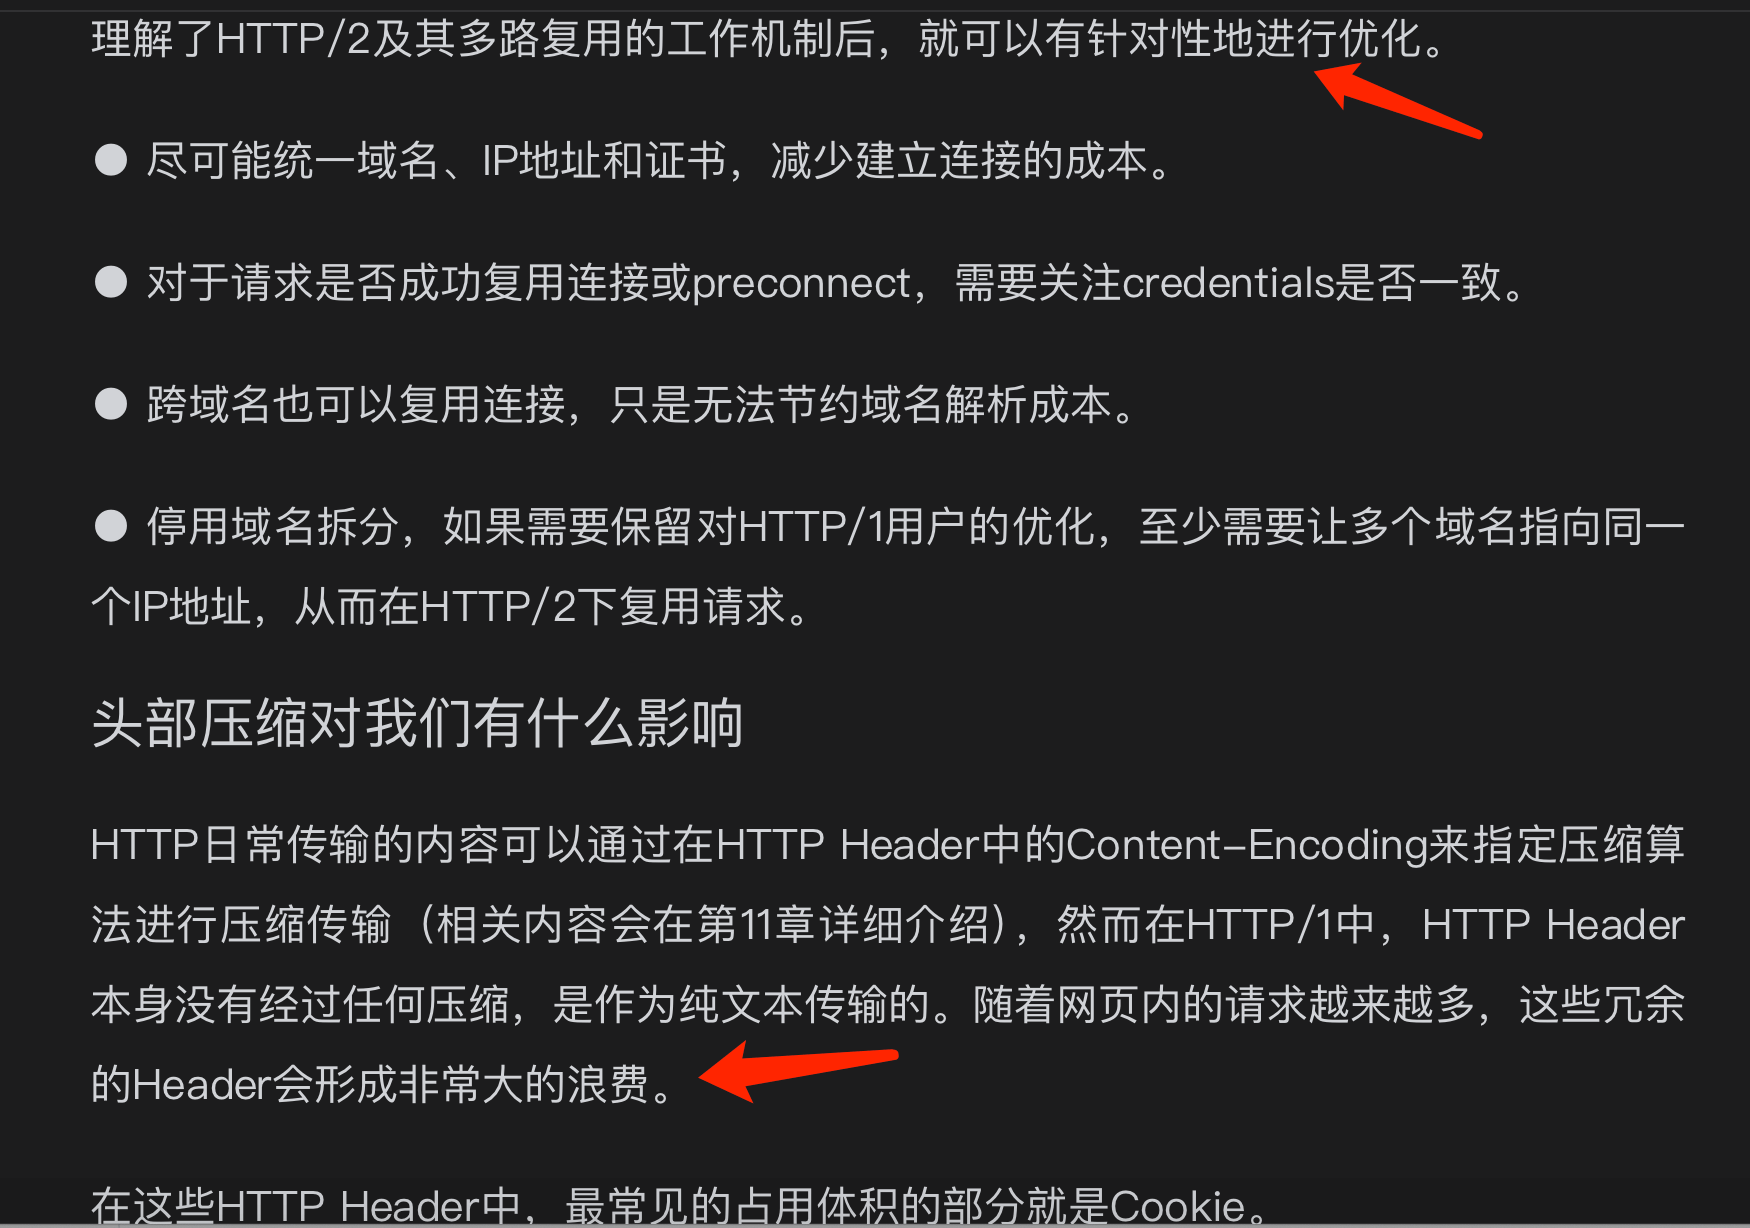 理解了HTTP/2及其多路复用的工作机制后，就可以有针对性地进行优化。
● 尽可能统一域名、IP地址和证书，减少建立连接的成本。
● 对于请求是否成功复用连接或preconnect，需要关注credentials是否一致。
● 跨域名也可以复用连接，只是无法节约域名解析成本。
● 停用域名拆分，如果需要保留对HTTP/1用户的优化，至少需要让多个域名指向同一
个IP地址，从而在HTTP/2下复用请求。
头部压缩对我们有什么影响
HTTP日常传输的内容可以通过在HTTP Header中的Content-Encoding来指定压缩算
法进行压缩传输（相关内容会在第11章详细介绍），然而在HTTP/1中，HTTP Header
本身没有经过任何压缩，是作为纯文本传输的。随着网页内的请求越来越多，这些冗余
的Header会形成非常大的浪费。
在这些HTTP Header中，最常见的占用体积的部分就是Cookie。